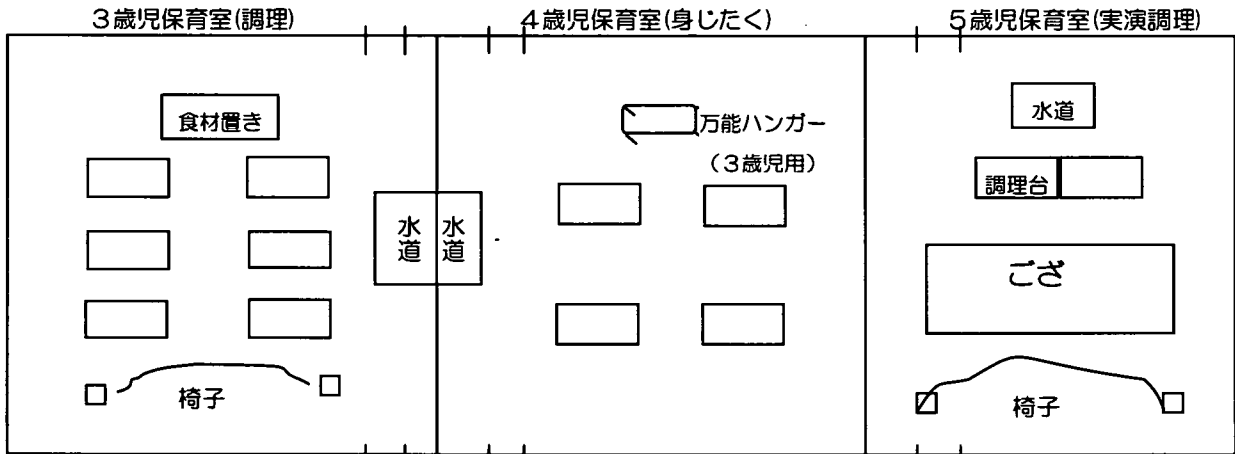 3歳児保育室(調理)
4歳児保育室(身じたく)
5歳児保育室(実演調理)
食材置き
水道
水道
椅子
万能ハンガー
(3歳児用)
水道
調理台
ござ
椅子